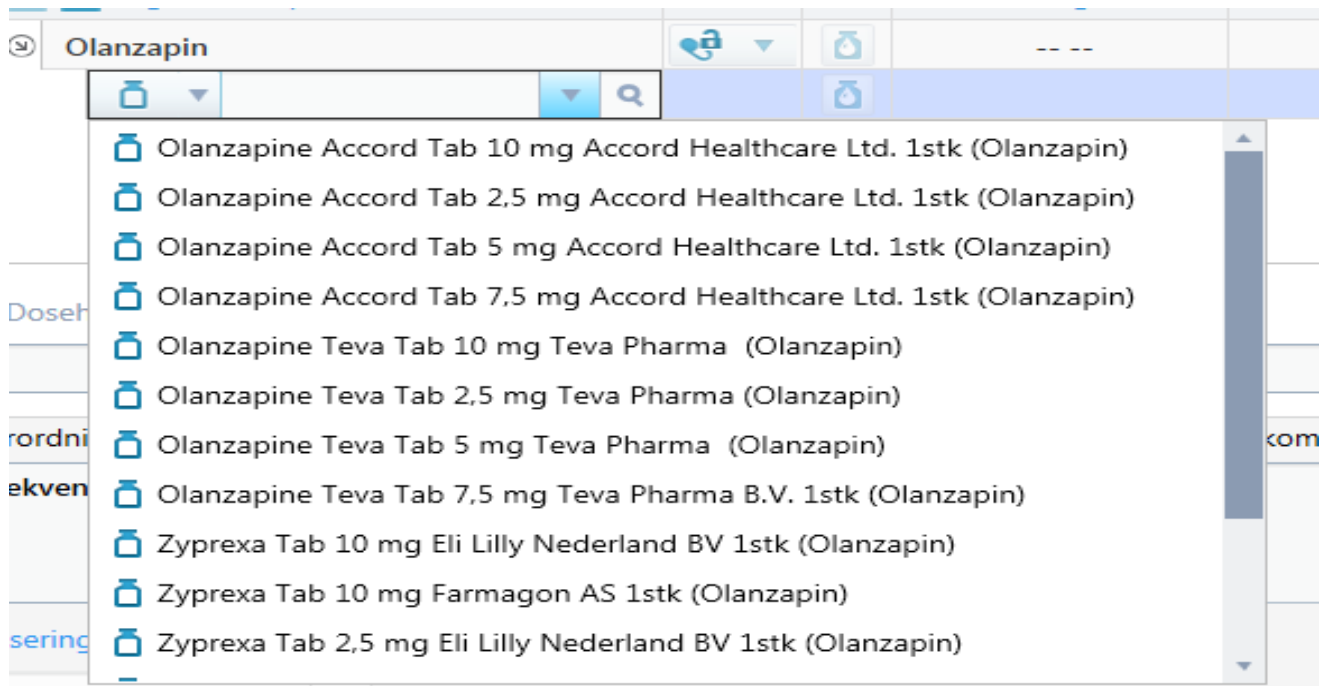 Olanzapin -- --
Olanzapine Accord Tab 10 mg Accord Healthcare Ltd. 1stk (Olanzapin)
Olanzapine Accord Tab 2,5 mg Accord Healthcare Ltd. 1stk (Olanzapin)
Olanzapine Accord Tab 5 mg Accord Healthcare Ltd. 1stk (Olanzapin)
Olanzapine Accord Tab 7,5 mg Accord Healthcare Ltd. 1stk (Olanzapin)
Doseh
Olanzapine Teva Tab 10 mg Teva Pharma (Olanzapin)
Olanzapine Teva Tab 2,5 mg Teva Pharma (Olanzapin)
rordni
Olanzapine Teva Tab 5 mg Teva Pharma (Olanzapin)
kom
ekven
Olanzapine Teva Tab 7,5 mg Teva Pharma B.V. 1stk (Olanzapin)
Zyprexa Tab 10 mg Eli Lilly Nederland BV 1stk (Olanzapin)
Zyprexa Tab 10 mg Farmagon AS 1stk (Olanzapin)
sering
Zyprexa Tab 2,5 mg Eli Lilly Nederland BV 1stk (Olanzapin)